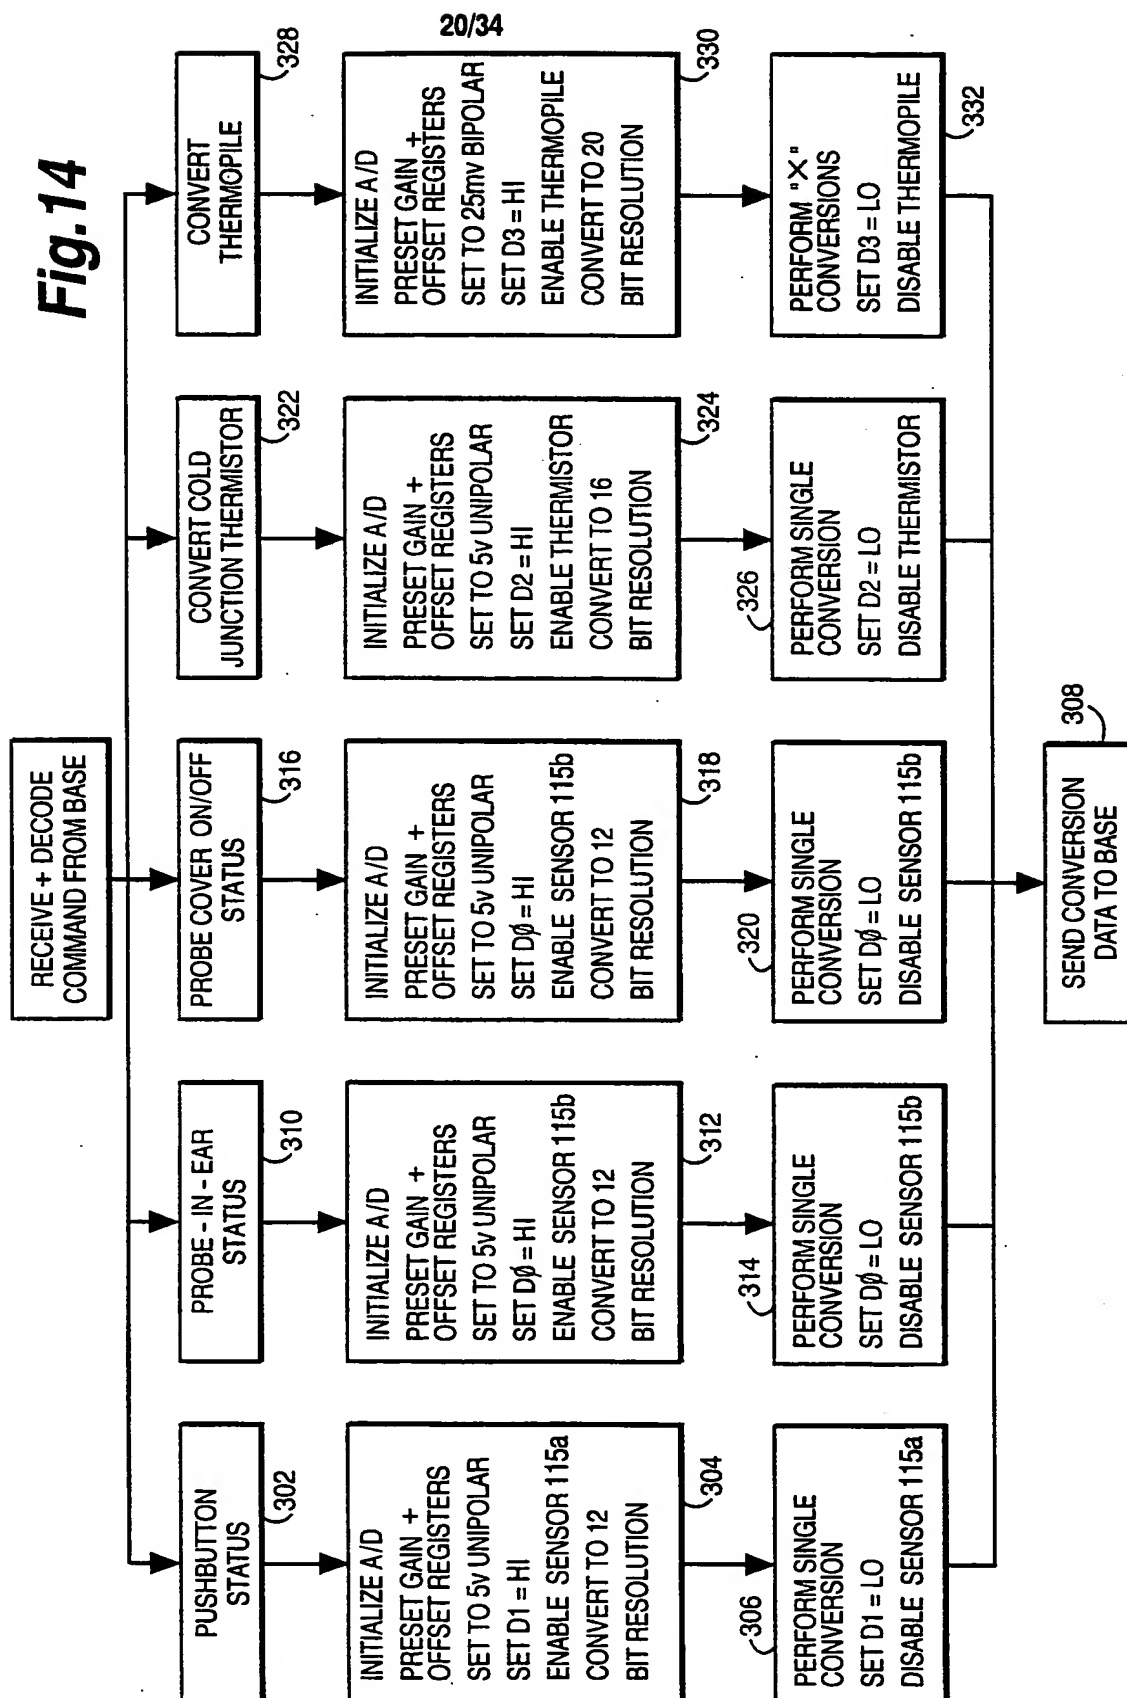 20/34
Fig.14
RECEIVE + DECODE
COMMAND FROM BASE
PUSHBUTTON
STATUS
302
INITIALIZE A/D
PRESET GAIN +
OFFSET REGISTERS
SET TO 5v UNIPOLAR
SET D1 = HI
ENABLE SENSOR 115a
CONVERT TO 12
BIT RESOLUTION
304
306
PERFORM SINGLE
CONVERSION
SET D1 = LO
DISABLE SENSOR 115a
PROBE - IN - EAR
STATUS
310
INITIALIZE A/D
PRESET GAIN +
OFFSET REGISTERS
SET TO 5v UNIPOLAR
SET DØ = HI
ENABLE SENSOR 115b
CONVERT TO 12
BIT RESOLUTION
312
314
PERFORM SINGLE
CONVERSION
SET DØ = LO
DISABLE SENSOR 115b
PROBE COVER ON/OFF
STATUS
316
INITIALIZE A/D
PRESET GAIN +
OFFSET REGISTERS
SET TO 5v UNIPOLAR
SET DØ = HI
ENABLE SENSOR 115b
CONVERT TO 12
BIT RESOLUTION
318
320
PERFORM SINGLE
CONVERSION
SET DØ = LO
DISABLE SENSOR 115b
CONVERT COLD
JUNCTION THERMISTOR
322
INITIALIZE A/D
PRESET GAIN +
OFFSET REGISTERS
SET TO 5v UNIPOLAR
SET D2 = HI
ENABLE THERMISTOR
CONVERT TO 16
BIT RESOLUTION
324
326
PERFORM SINGLE
CONVERSION
SET D2 = LO
DISABLE THERMISTOR
CONVERT
THERMOPILE
328
INITIALIZE A/D
PRESET GAIN +
OFFSET REGISTERS
SET TO 25mv BIPOLAR
SET D3 = HI
ENABLE THERMOPILE
CONVERT TO 20
BIT RESOLUTION
330
PERFORM "X"
CONVERSIONS
SET D3 = LO
DISABLE THERMOPILE
332
SEND CONVERSION
DATA TO BASE
308